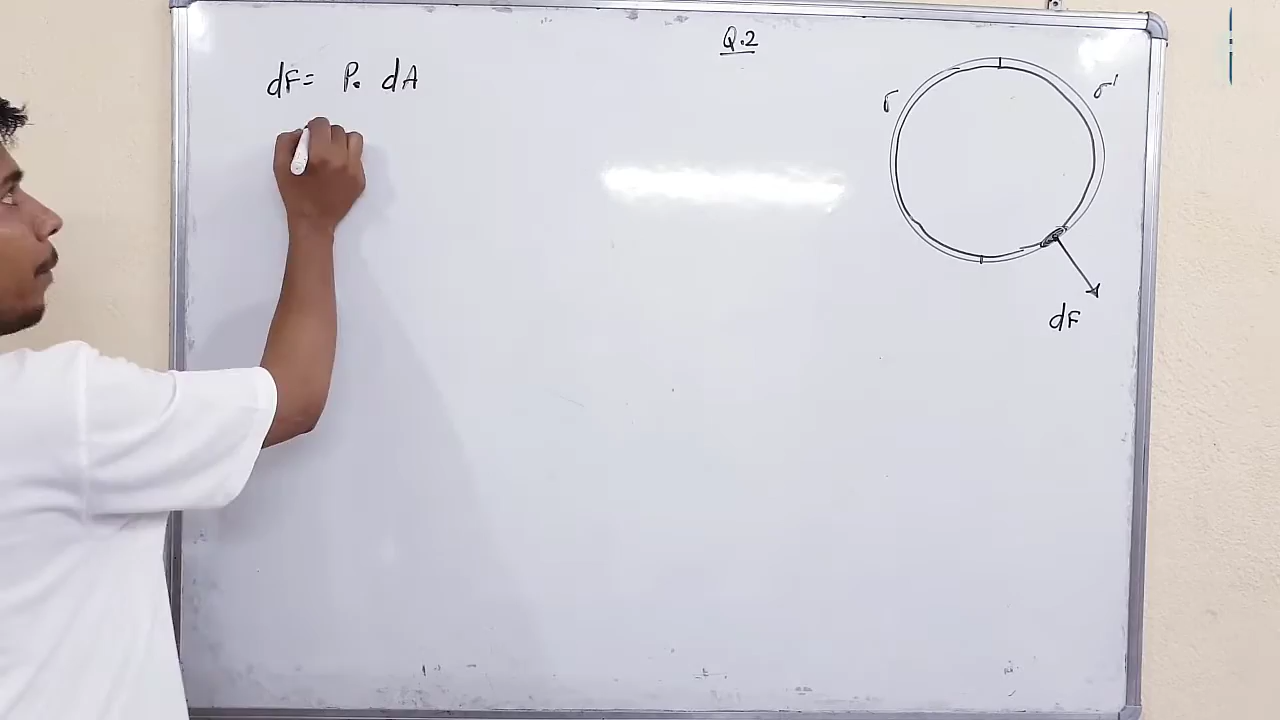 Q.2
dF = P. dA
σ
σ'
dF